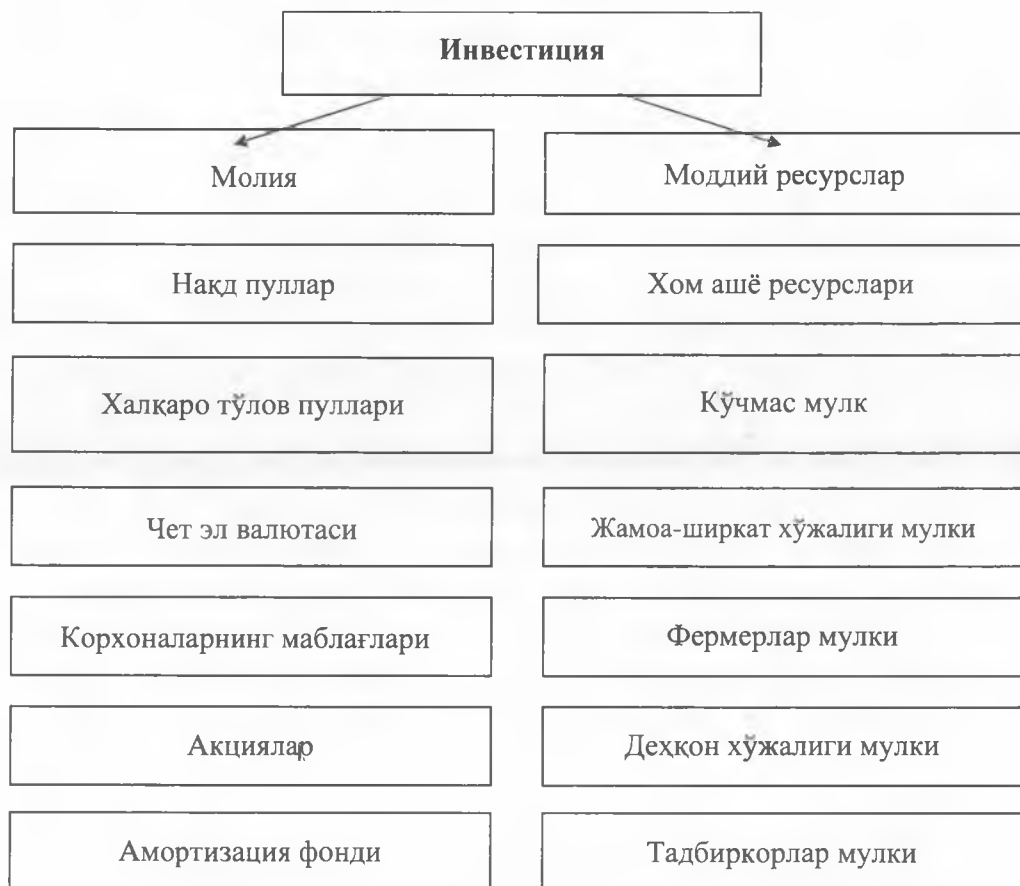 Инвестиция
Молия
Моддий ресурслар
Нақд пуллар
Хом ашё ресурслари
Халқаро тўлов пуллари
Кўчмас мулк
Чет эл валютаси
Жамоа-ширкат хўжалиги мулки
Корхоналарнинг маблағлари
Фермерлар мулки
Акциялар
Деҳқон хўжалиги мулки
Амортизация фонди
Тадбиркорлар мулки